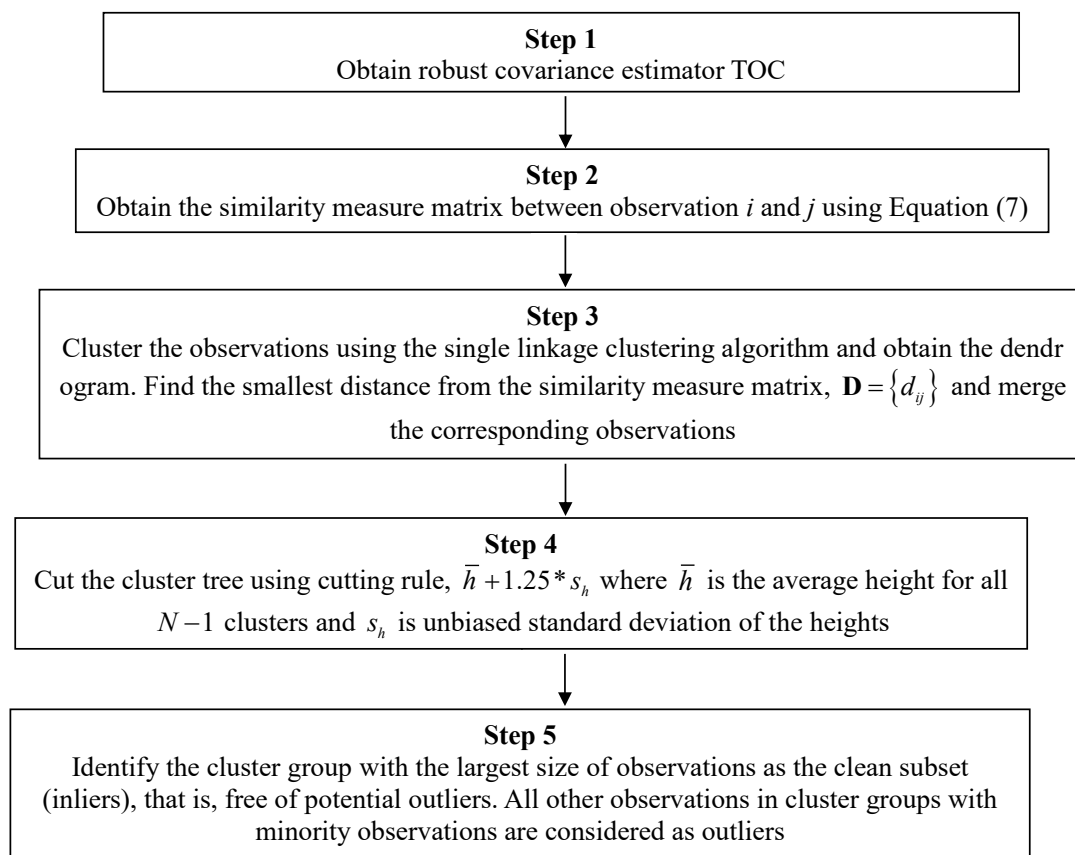 Step 1
Obtain robust covariance estimator TOC
Step 2
Obtain the similarity measure matrix between observation i and j using Equation (7)
Step 3
Cluster the observations using the single linkage clustering algorithm and obtain the dendr
ogram. Find the smallest distance from the similarity measure matrix, D = {d_{ij}} and merge
the corresponding observations
Step 4
Cut the cluster tree using cutting rule, h̄ + 1.25* s_h where h̄ is the average height for all
N − 1 clusters and s_h is unbiased standard deviation of the heights
Step 5
Identify the cluster group with the largest size of observations as the clean subset
(inliers), that is, free of potential outliers. All other observations in cluster groups with
minority observations are considered as outliers